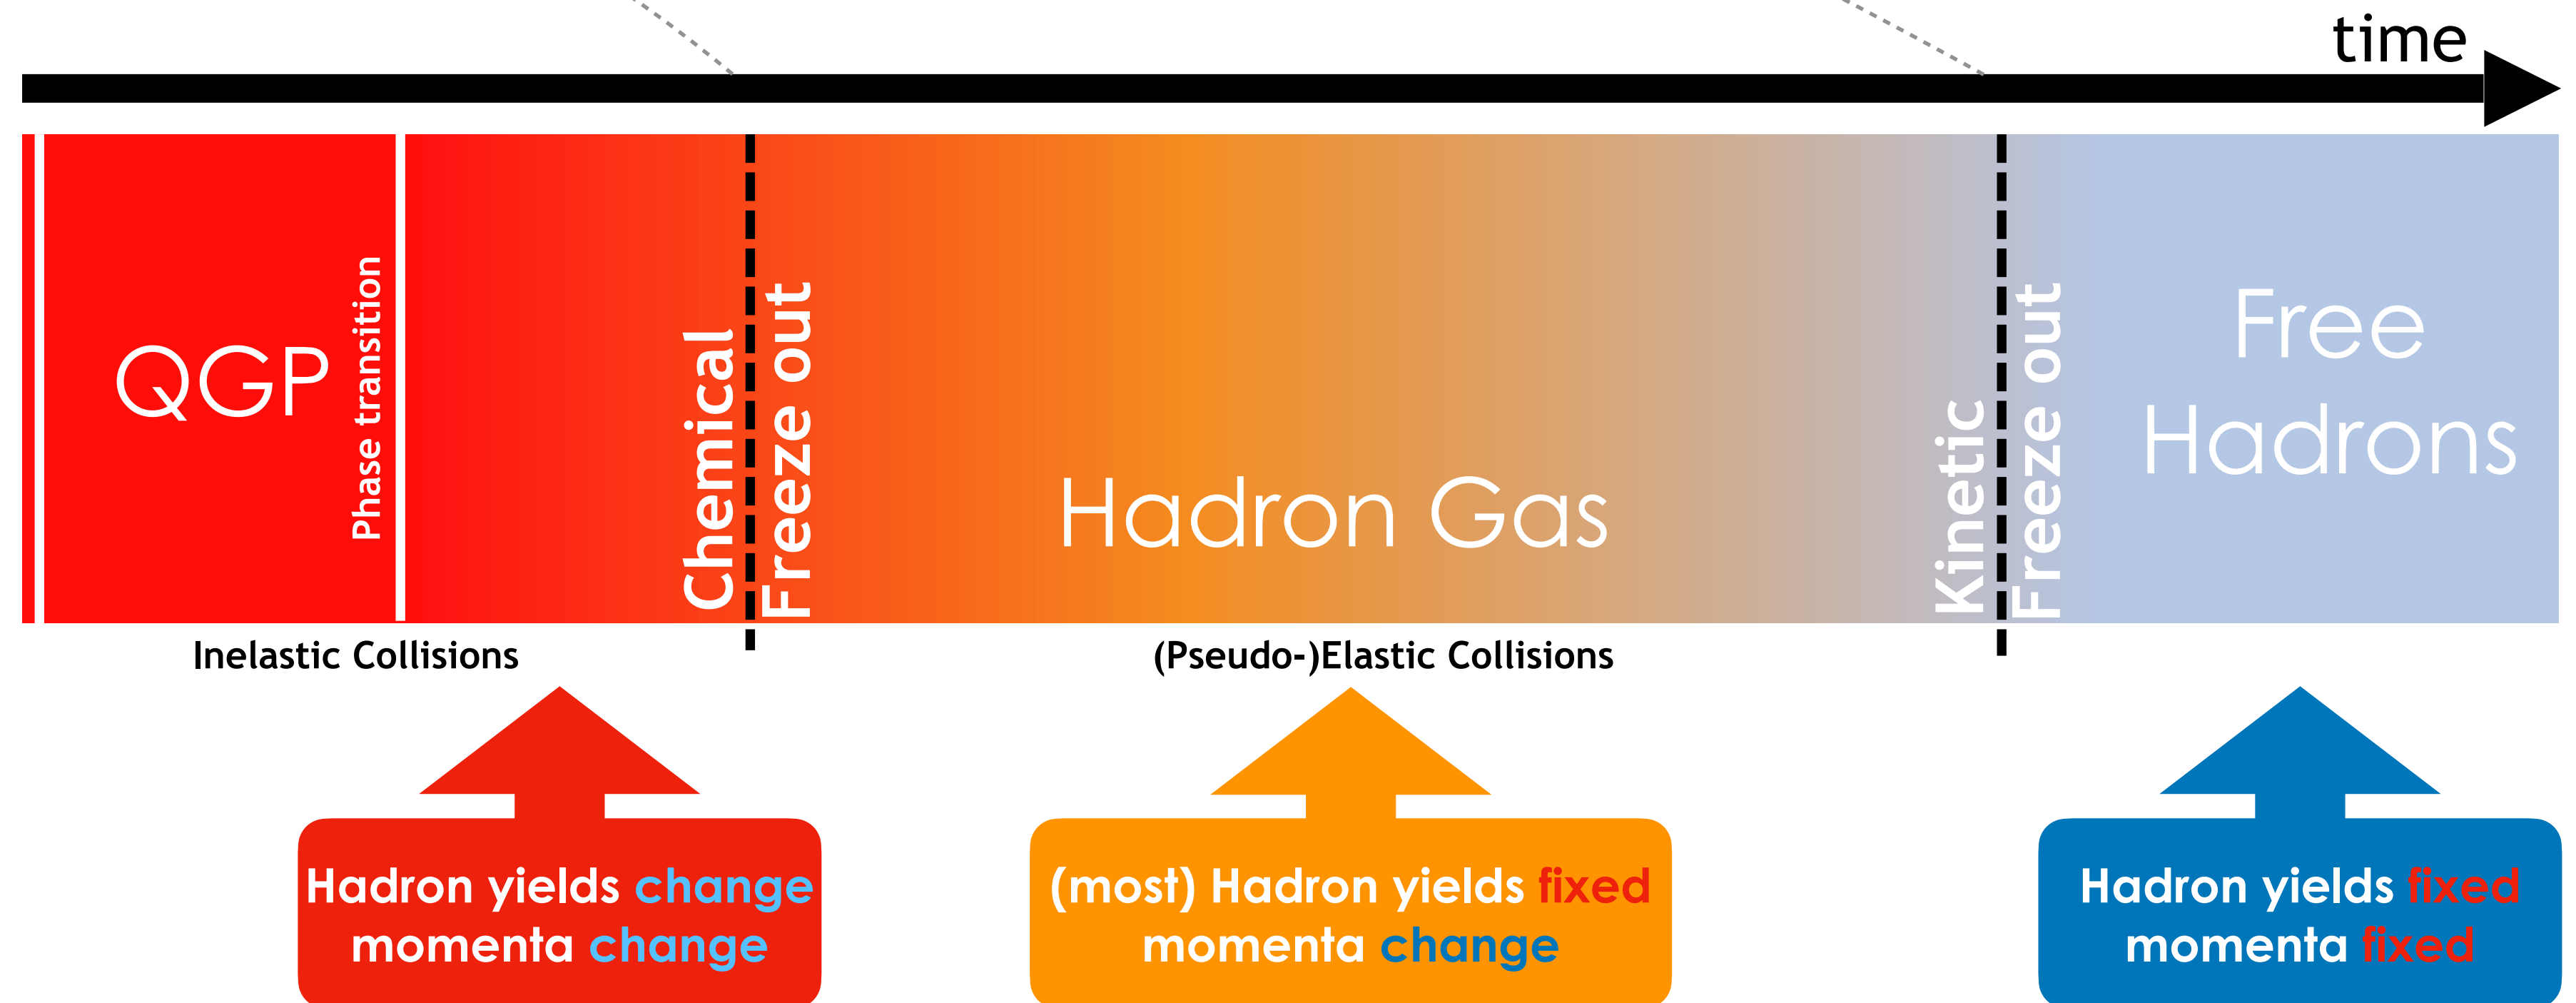 time
QGP
Phase transition
Chemical
Freeze out
Hadron Gas
Kinetic
Freeze out
Free
Hadrons
Inelastic Collisions
(Pseudo-)Elastic Collisions
Hadron yields change
momenta change
(most) Hadron yields fixed
momenta change
Hadron yields fixed
momenta fixed